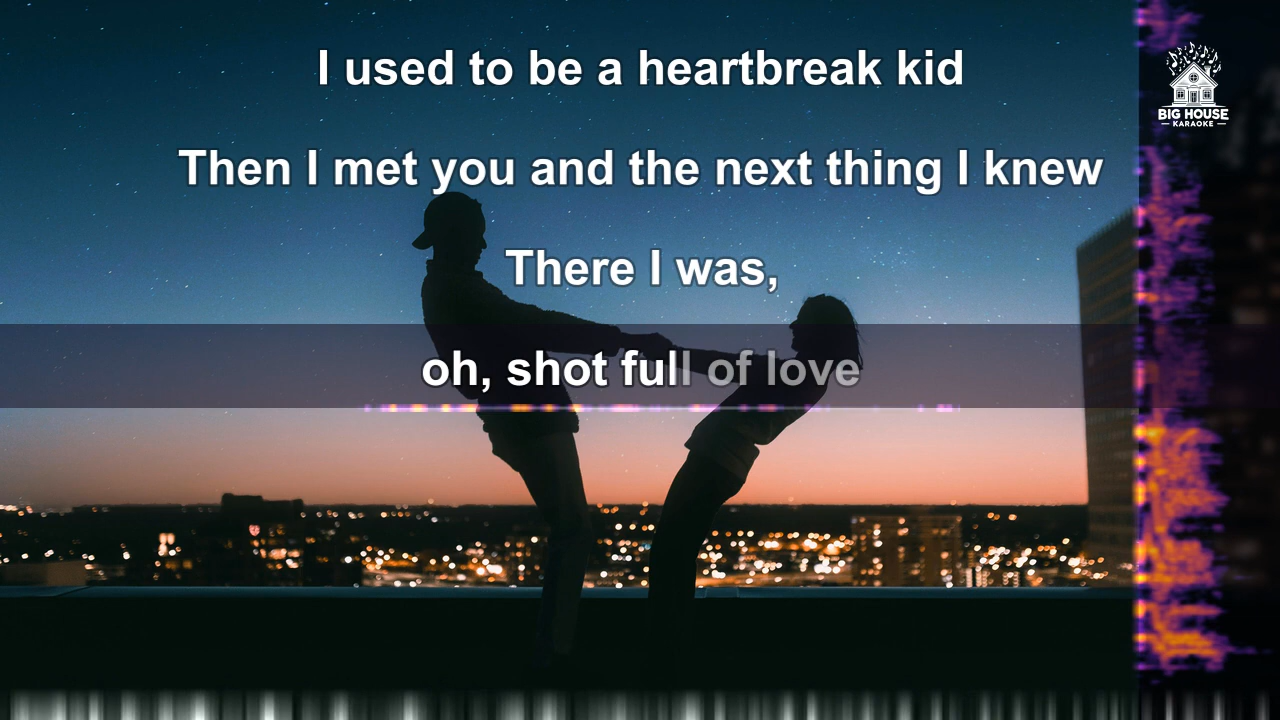 I used to be a heartbreak kid
Then I met you and the next thing I knew
There I was,
oh, shot full of love
BIG HOUSE
KARAOKE